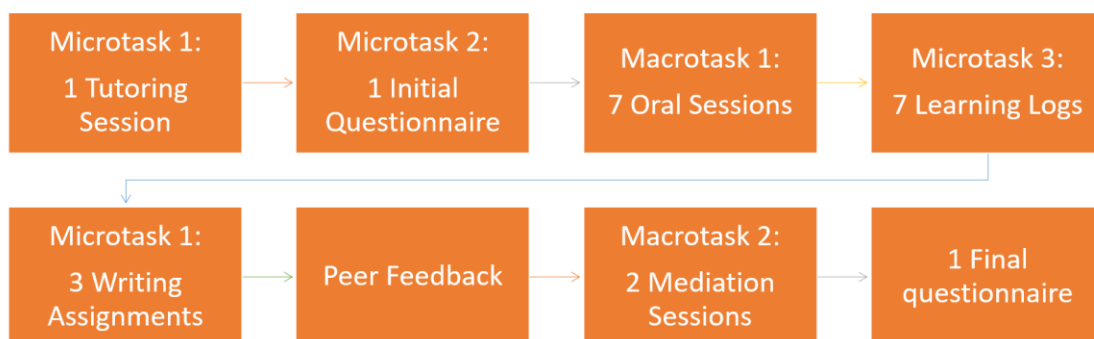 Microtask 1:
1 Tutoring
Session
Microtask 2:
1 Initial
Questionnaire
Macrotask 1:
7 Oral Sessions
Microtask 3:
7 Learning Logs
Microtask 1:
3 Writing
Assignments
Peer Feedback
Macrotask 2:
2 Mediation
Sessions
1 Final
questionnaire